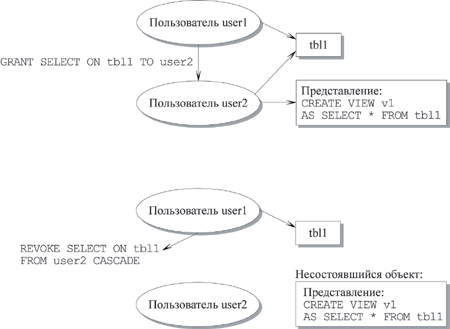 Пользователь user1
tbl1
GRANT SELECT ON tbl1 TO user2
Пользователь user2
Представление:
CREATE VIEW v1
AS SELECT * FROM tbl1
Пользователь user1
tbl1
REVOKE SELECT ON tbl1
FROM user2 CASCADE
Несостоявшийся объект:
Пользователь user2
Представление:
CREATE VIEW v1
AS SELECT * FROM tbl1